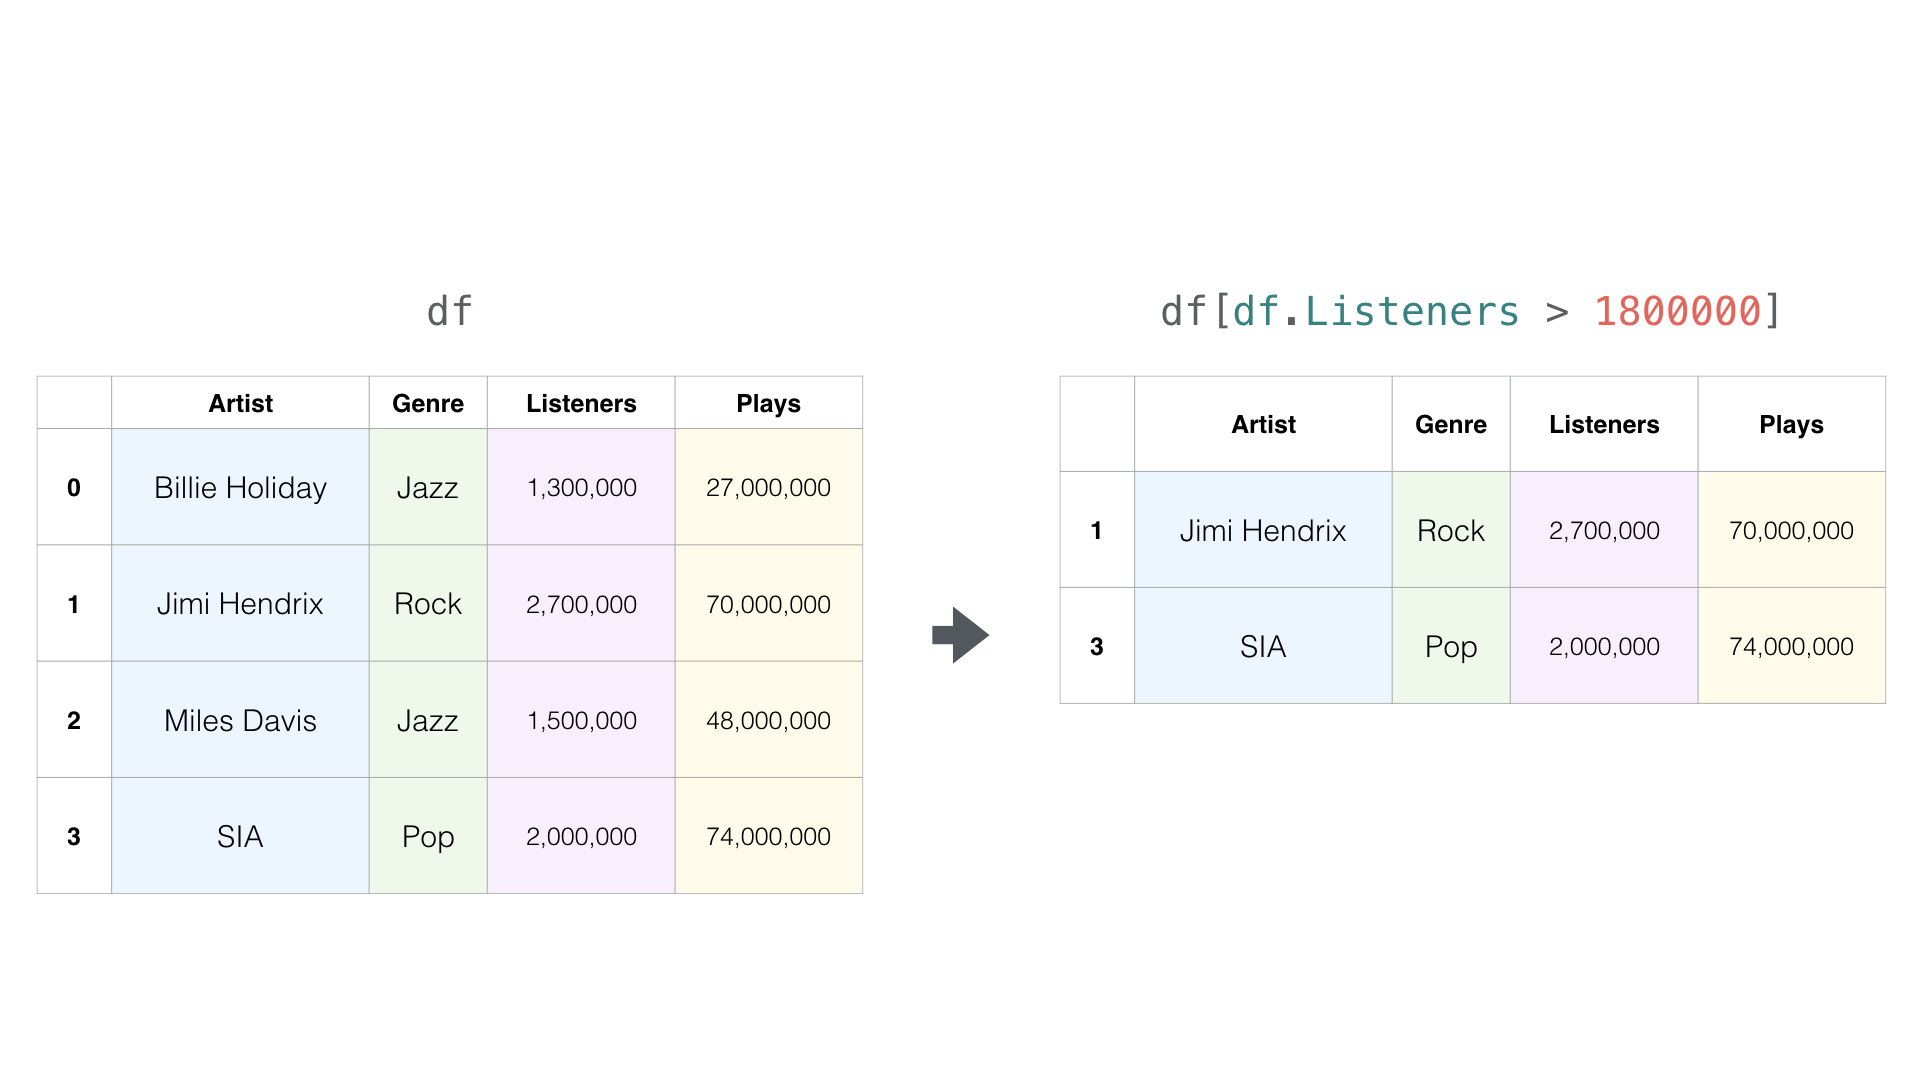 df
Artist Genre Listeners Plays
0 Billie Holiday Jazz 1,300,000 27,000,000
1 Jimi Hendrix Rock 2,700,000 70,000,000
2 Miles Davis Jazz 1,500,000 48,000,000
3 SIA Pop 2,000,000 74,000,000
df[df.Listeners > 1800000]
Artist Genre Listeners Plays
1 Jimi Hendrix Rock 2,700,000 70,000,000
3 SIA Pop 2,000,000 74,000,000